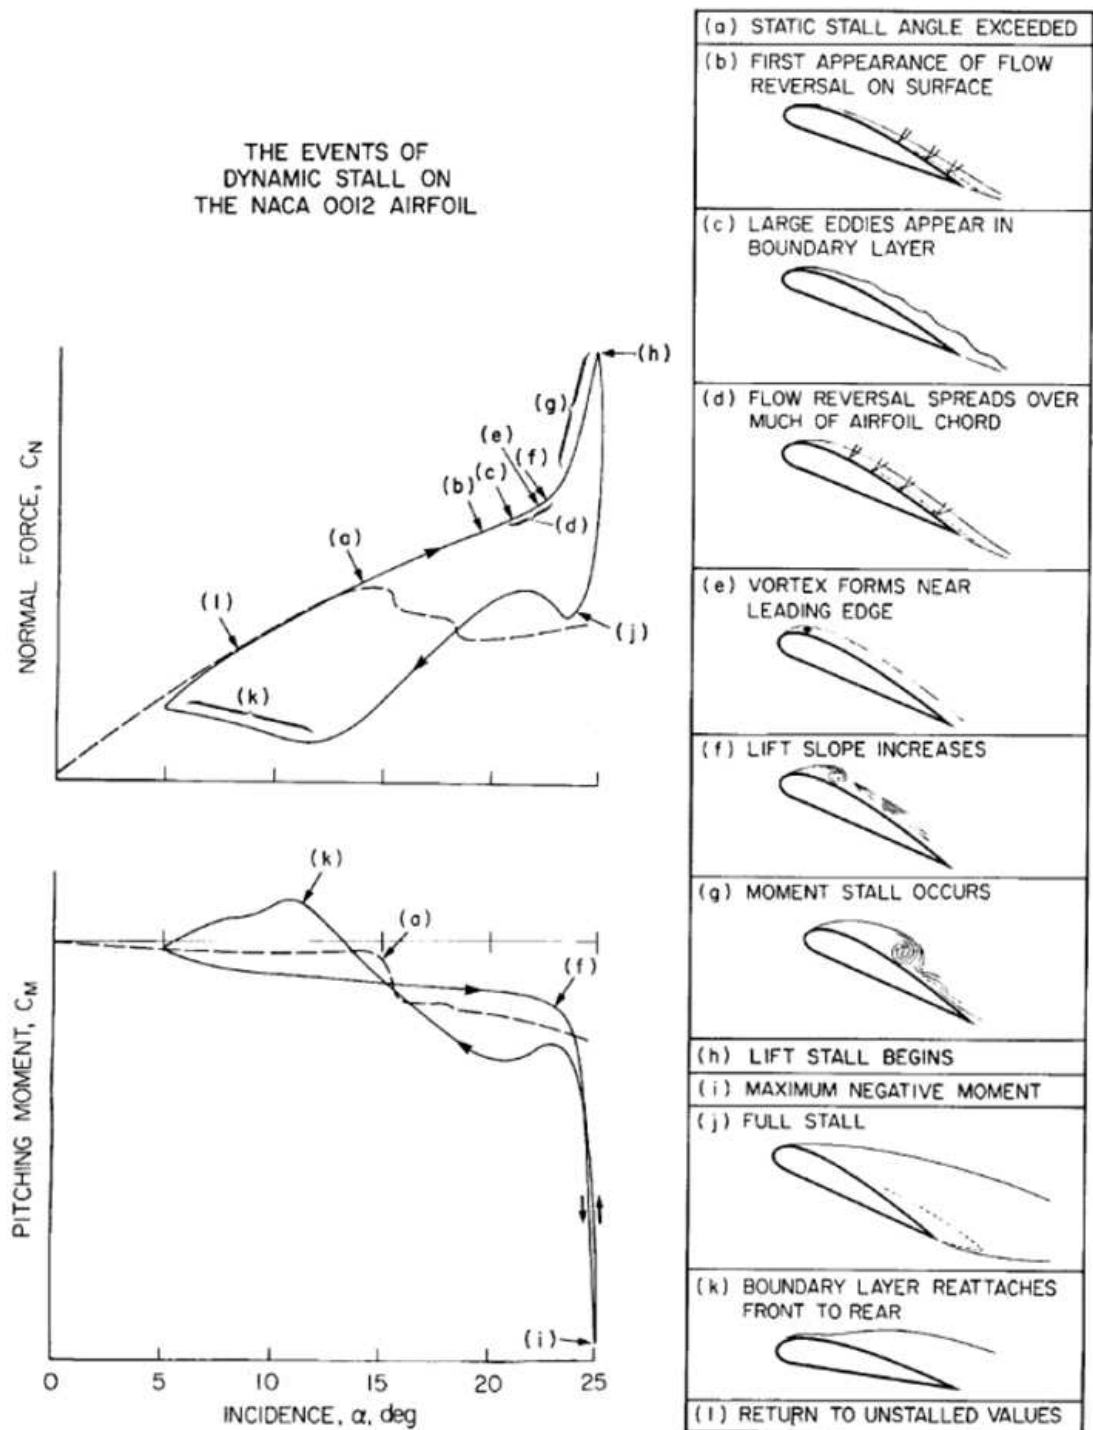 THE EVENTS OF
DYNAMIC STALL ON
THE NACA 0012 AIRFOIL
NORMAL FORCE, C_N
(a)
(b)
(c)
(d)
(e)
(f)
(g)
(h)
(j)
(k)
(l)
PITCHING MOMENT, C_M
(k)
(a)
(f)
(i)
0 5 10 15 20 25
INCIDENCE, α, deg
(a) STATIC STALL ANGLE EXCEEDED
(b) FIRST APPEARANCE OF FLOW
REVERSAL ON SURFACE
(c) LARGE EDDIES APPEAR IN
BOUNDARY LAYER
(d) FLOW REVERSAL SPREADS OVER
MUCH OF AIRFOIL CHORD
(e) VORTEX FORMS NEAR
LEADING EDGE
(f) LIFT SLOPE INCREASES
(g) MOMENT STALL OCCURS
(h) LIFT STALL BEGINS
(i) MAXIMUM NEGATIVE MOMENT
(j) FULL STALL
(k) BOUNDARY LAYER REATTACHES
FRONT TO REAR
(l) RETURN TO UNSTALLED VALUES